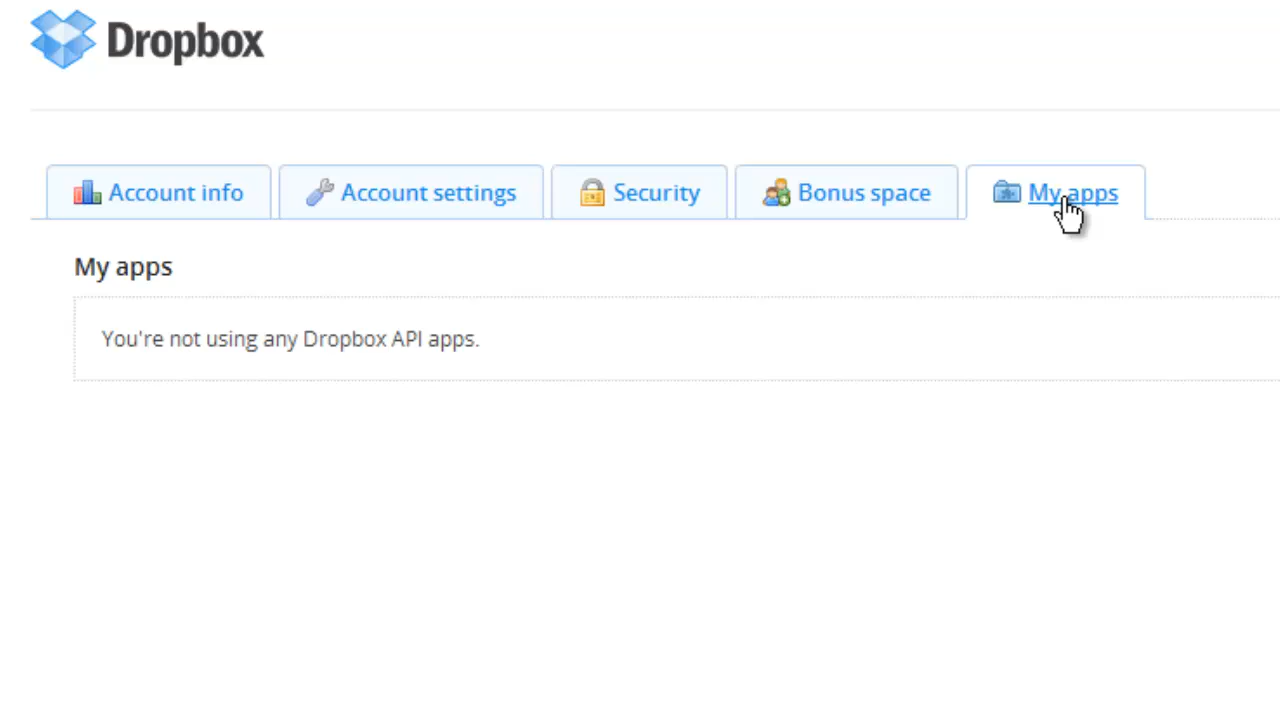 Dropbox
Account info
Account settings
Security
Bonus space
My apps
My apps
You're not using any Dropbox API apps.